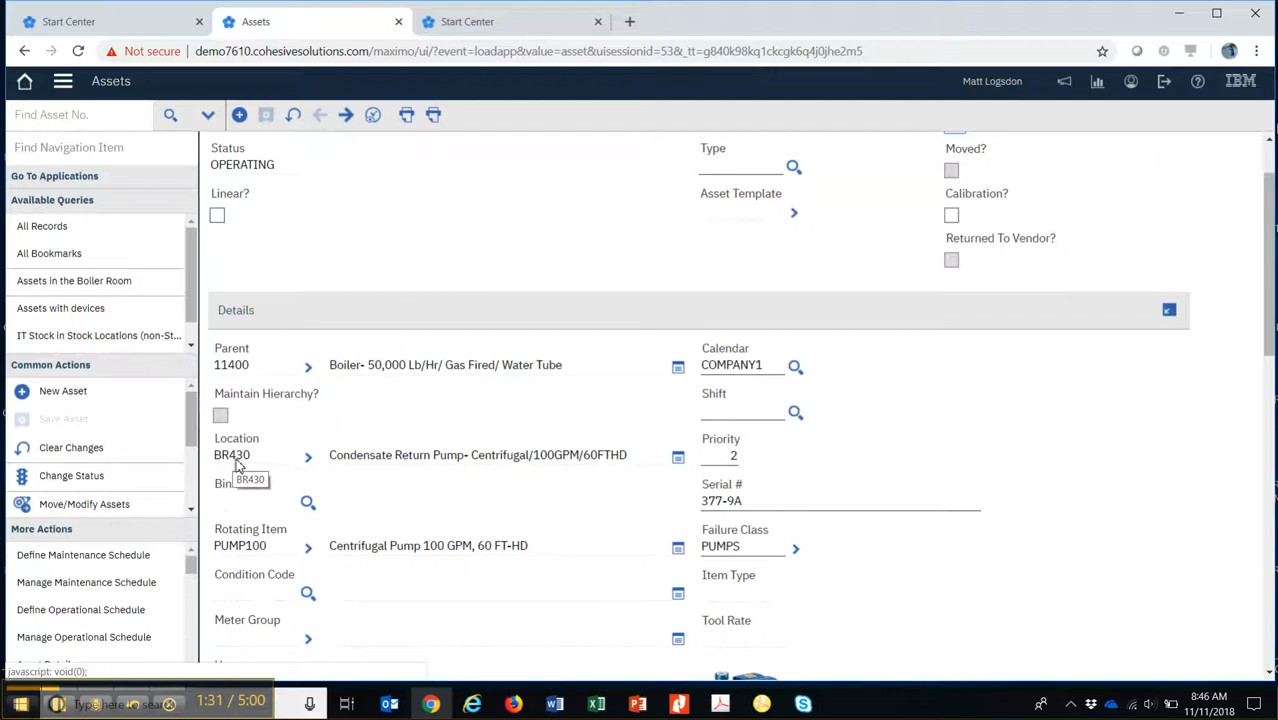 Start Center
Assets
Start Center
Not secure
demo7610.cohesivesolutions.com/maximo/ui/?event=loadapp&value=asset&uisessionid=53&_tt=g840k98kq1ckcgk6q4j0jhe2m5
Assets
Matt Logsdon
IBM
Find Asset No.
Find Navigation Item
Go To Applications
Available Queries
All Records
All Bookmarks
Assets in the Boiler Room
Assets with devices
IT Stock in Stock Locations (non-St...
Common Actions
New Asset
Save Asset
Clear Changes
Change Status
Move/Modify Assets
More Actions
Define Maintenance Schedule
Manage Maintenance Schedule
Define Operational Schedule
Manage Operational Schedule
Status
OPERATING
Linear?
Type
Asset Template
Moved?
Calibration?
Returned To Vendor?
Details
Parent
11400
Boiler- 50,000 Lb/Hr/ Gas Fired/ Water Tube
Maintain Hierarchy?
Location
BR430
Condensate Return Pump- Centrifugal/100GPM/60FTHD
BR430
Bin
Rotating Item
PUMP100
Centrifugal Pump 100 GPM, 60 FT-HD
Condition Code
Meter Group
Calendar
COMPANY1
Shift
Priority
2
Serial #
377-9A
Failure Class
PUMPS
Item Type
Tool Rate
javascript: void(0);
1:31 / 5:00
Type here to
8:46 AM
11/11/2018